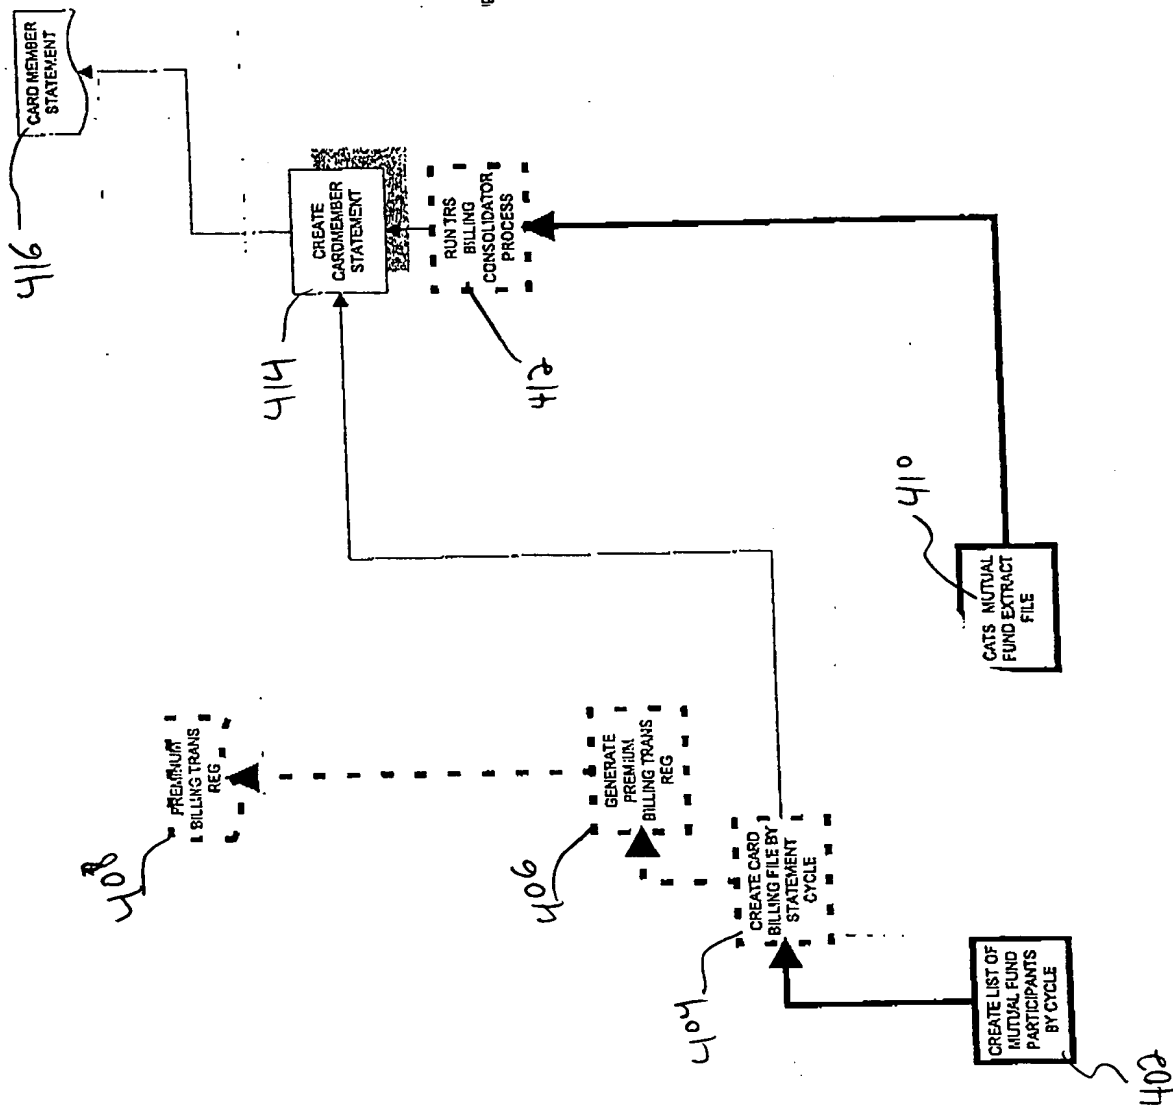 CARD MEMBER
STATEMENT
416
CREATE
CARDMEMBER
STATEMENT
414
RUN TRS
BILLING
CONSOLIDATOR
PROCESS
412
CATS MUTUAL
FUND EXTRACT
FILE
410
PREMINUM
BILLING TRANS
REG
408
GENERATE
PREMIUM
BILLING TRANS
REG
406
CREATE CARD
BILLING FILE BY
STATEMENT
CYCLE
404
CREATE LIST OF
MUTUAL FUND
PARTICIPANTS
BY CYCLE
402